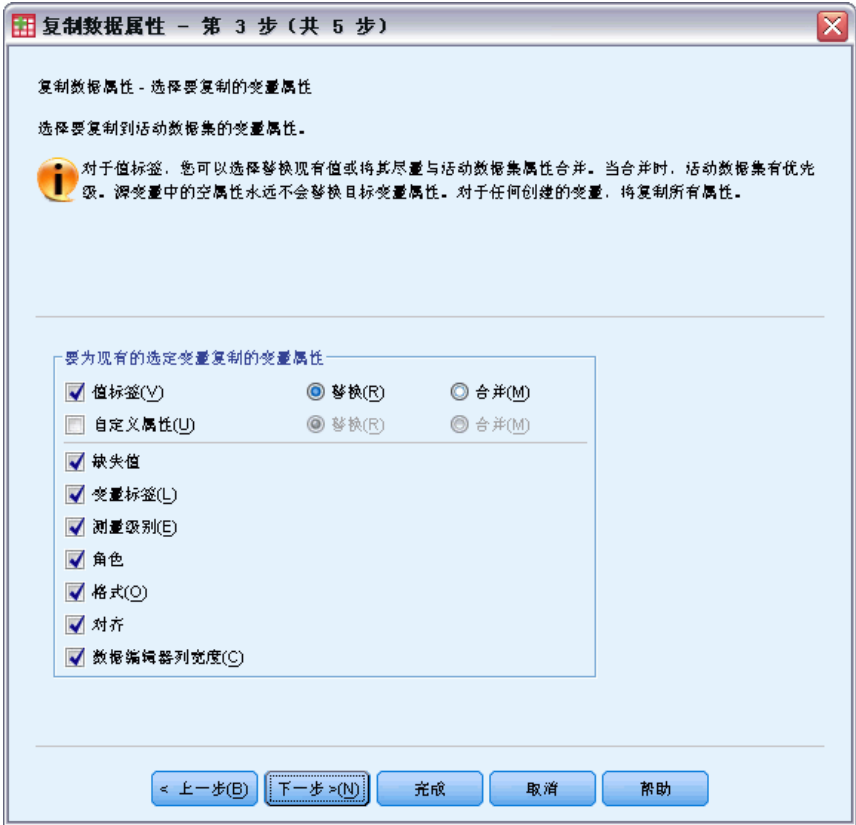 复制数据属性 - 第 3 步（共 5 步）
复制数据属性 - 选择要复制的变量属性
选择要复制到活动数据集的变量属性。
对于值标签，您可以选择替换现有值或将其尽量与活动数据集属性合并。当合并时，活动数据集有优先
级。源变量中的空属性永远不会替换目标变量属性。对于任何创建的变量，将复制所有属性。
要为现有的选定变量复制的变量属性
值标签(V) 替换(R) 合并(M)
自定义属性(U) 替换(R) 合并(M)
缺失值
变量标签(L)
测量级别(E)
角色
格式(O)
对齐
数据编辑器列宽度(C)
< 上一步(B) 下一步 >(N) 完成 取消 帮助